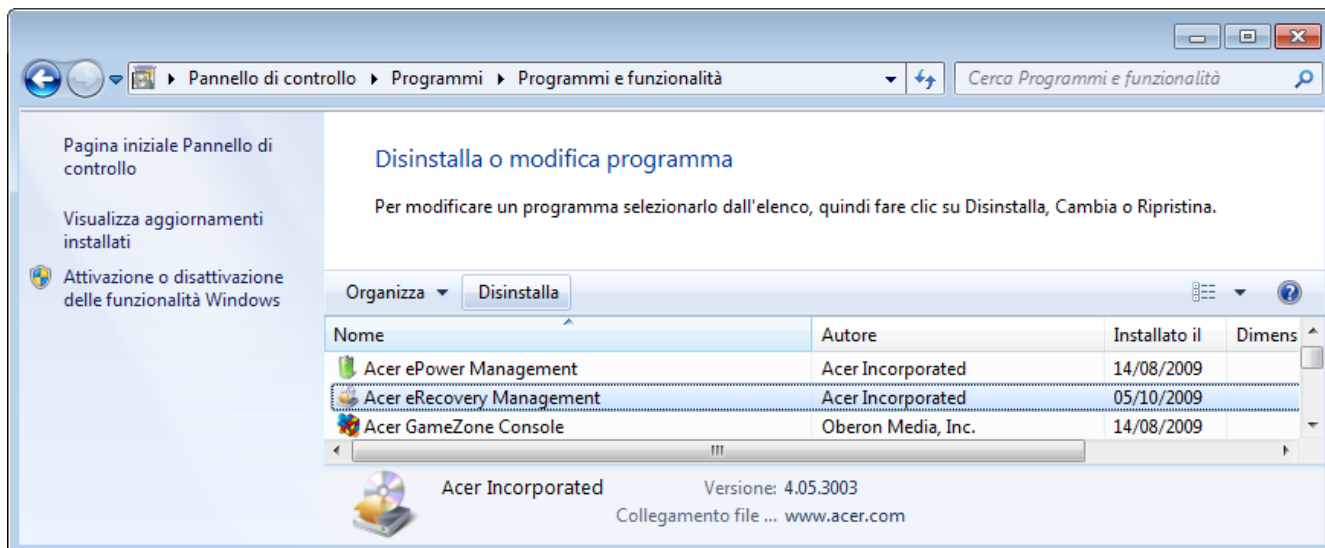 Pannello di controllo Programmi Programmi e funzionalità Cerca Programmi e funzionalità
Pagina iniziale Pannello di
controllo
Visualizza aggiornamenti
installati
Attivazione o disattivazione
delle funzionalità Windows
Disinstalla o modifica programma
Per modificare un programma selezionarlo dall'elenco, quindi fare clic su Disinstalla, Cambia o Ripristina.
Organizza Disinstalla
Nome Autore Installato il Dimens
Acer ePower Management Acer Incorporated 14/08/2009
Acer eRecovery Management Acer Incorporated 05/10/2009
Acer GameZone Console Oberon Media, Inc. 14/08/2009
Acer Incorporated Versione: 4.05.3003
Collegamento file ... www.acer.com